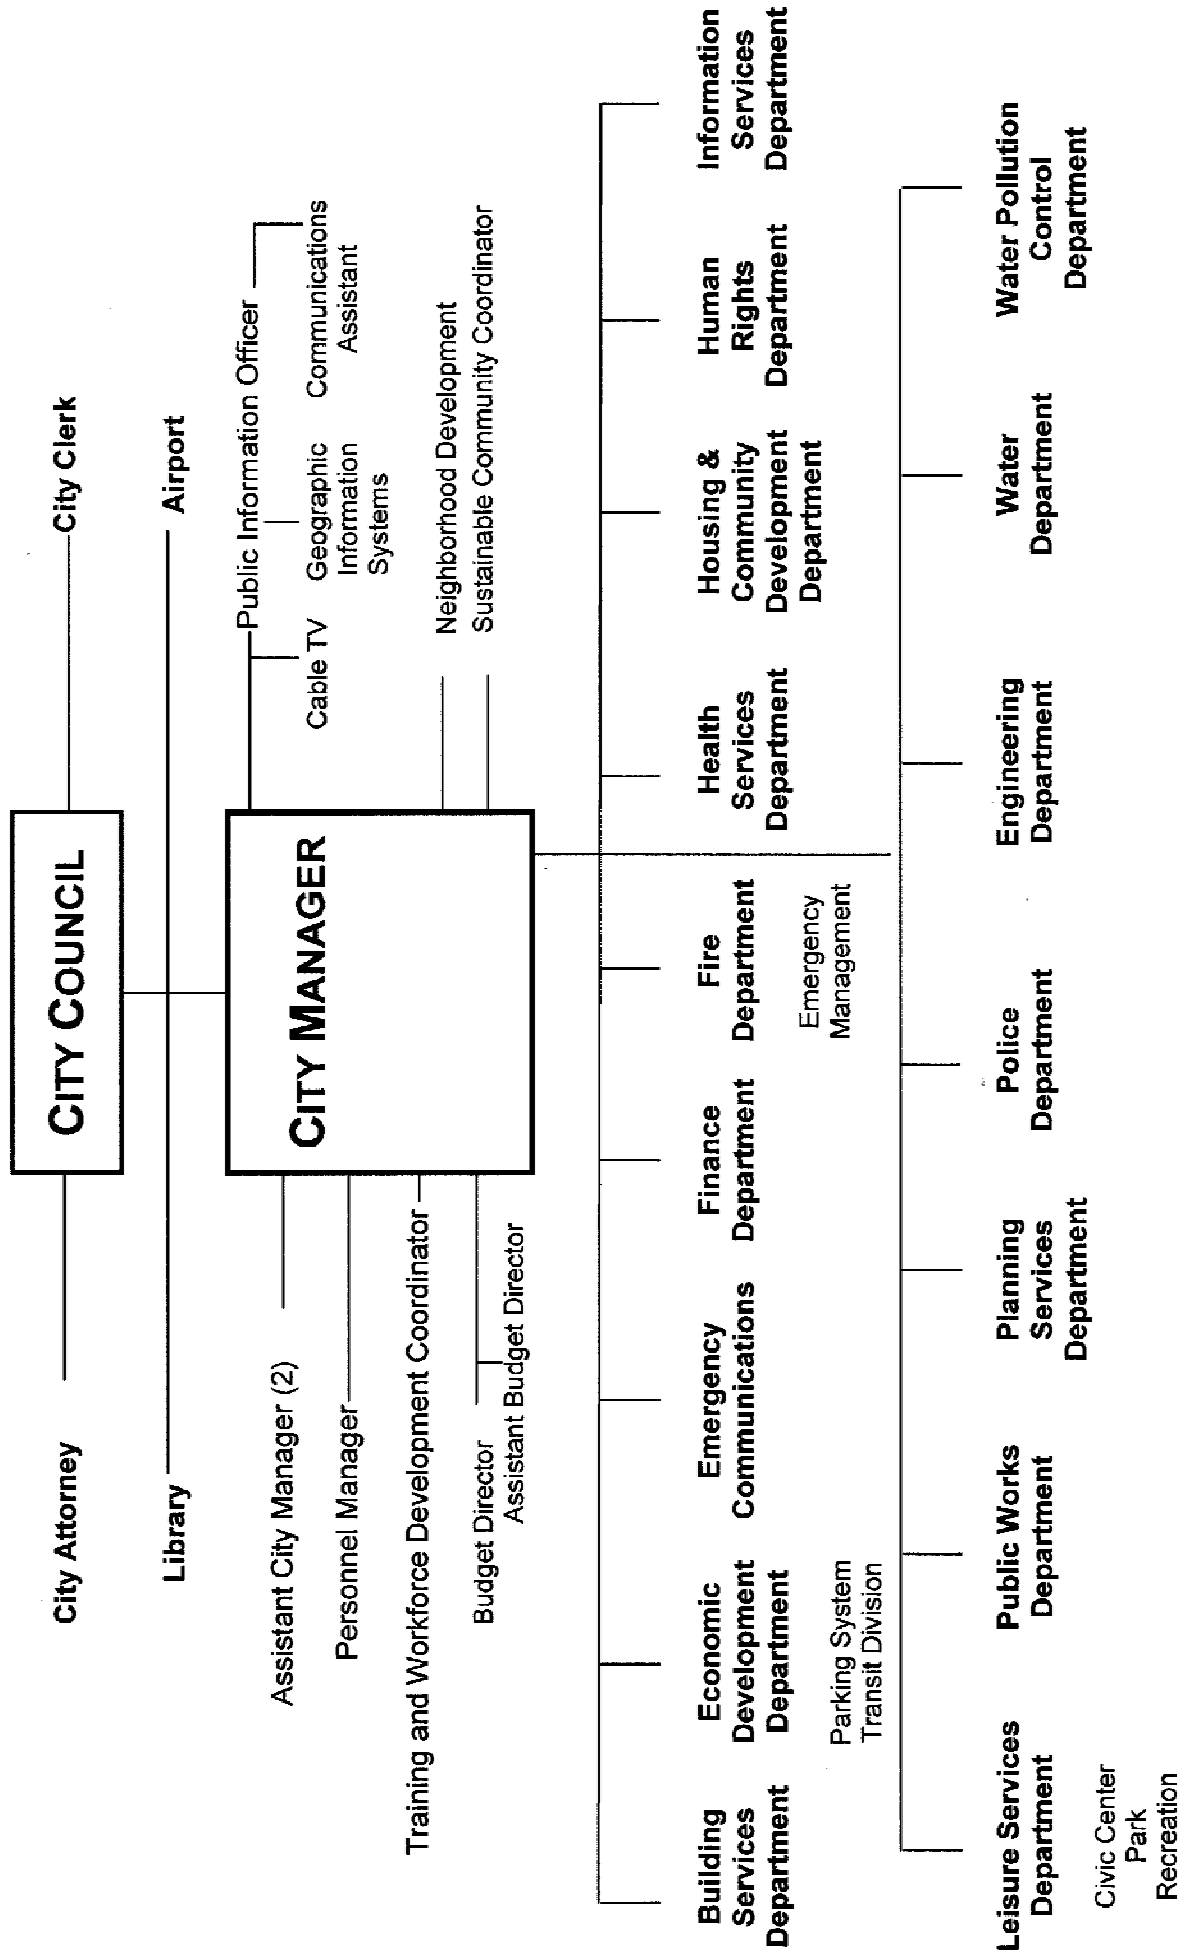 CITY COUNCIL
City Attorney
City Clerk
Library
Airport
CITY MANAGER
Assistant City Manager (2)
Personnel Manager
Training and Workforce Development Coordinator
Budget Director
Assistant Budget Director
Public Information Officer
Cable TV
Geographic
Information
Systems
Communications
Assistant
Neighborhood Development
Sustainable Community Coordinator
Building
Services
Department
Economic
Development
Department
Parking System
Transit Division
Emergency
Communications
Finance
Department
Fire
Department
Emergency
Management
Health
Services
Department
Housing &
Community
Development
Department
Human
Rights
Department
Information
Services
Department
Leisure Services
Department
Civic Center
Park
Recreation
Public Works
Department
Planning
Services
Department
Police
Department
Engineering
Department
Water
Department
Water Pollution
Control
Department